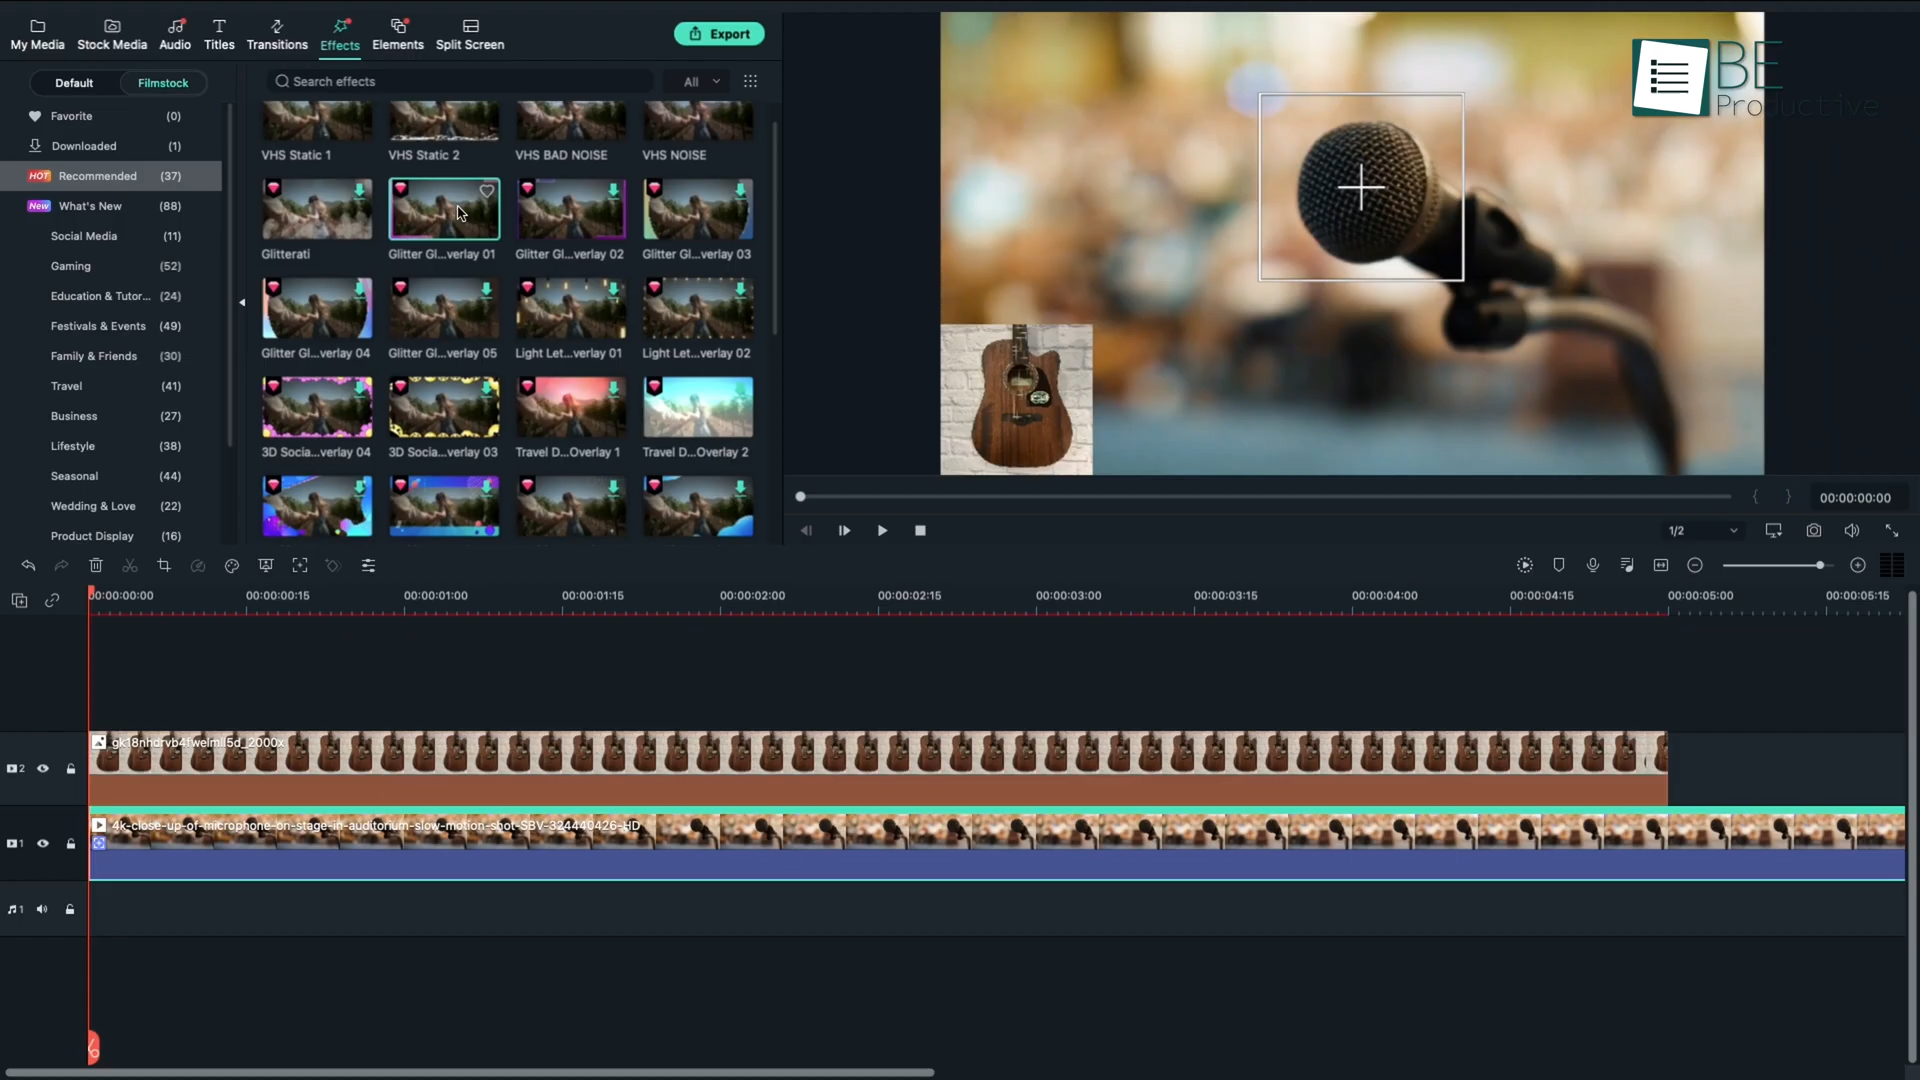 My Media
Stock Media
Audio
Titles
Transitions
Effects
Elements
Split Screen
Export
BE
Productive
Default
Filmstock
Search effects
All
Favorite (0)
Downloaded (1)
HOT Recommended (37)
New What's New (88)
Social Media (11)
Gaming (52)
Education & Tutor... (24)
Festivals & Events (49)
Family & Friends (30)
Travel (41)
Business (27)
Lifestyle (38)
Seasonal (44)
Wedding & Love (22)
Product Display (16)
VHS Static 1
VHS Static 2
VHS BAD NOISE
VHS NOISE
Glitterati
Glitter Gl...verlay 01
Glitter Gl...verlay 02
Glitter Gl...verlay 03
Glitter Gl...verlay 04
Glitter Gl...verlay 05
Light Let...verlay 01
Light Let...verlay 02
3D Socia...verlay 04
3D Socia...verlay 03
Travel D...Overlay 1
Travel D...Overlay 2
{ } 00:00:00:00
1/2
00:00:00:00
00:00:00:15
00:00:01:00
00:00:01:15
00:00:02:00
00:00:02:15
00:00:03:00
00:00:03:15
00:00:04:00
00:00:04:15
00:00:05:00
00:00:05:15
2
1
4k-close-up-of-microphone-on-stage-in-auditorium-slow-motion-shot-SBV-324440426-HD
1